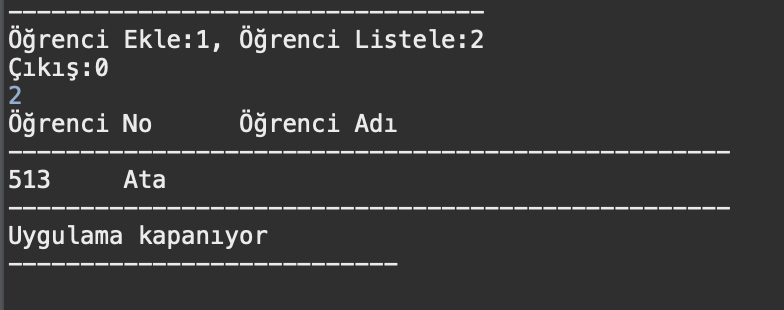 --------------------------------
Öğrenci Ekle:1, Öğrenci Listele:2
Çıkış:0
2
Öğrenci No      Öğrenci Adı
--------------------------------------------------
513     Ata
--------------------------------------------------
Uygulama kapanıyor
---------------------------